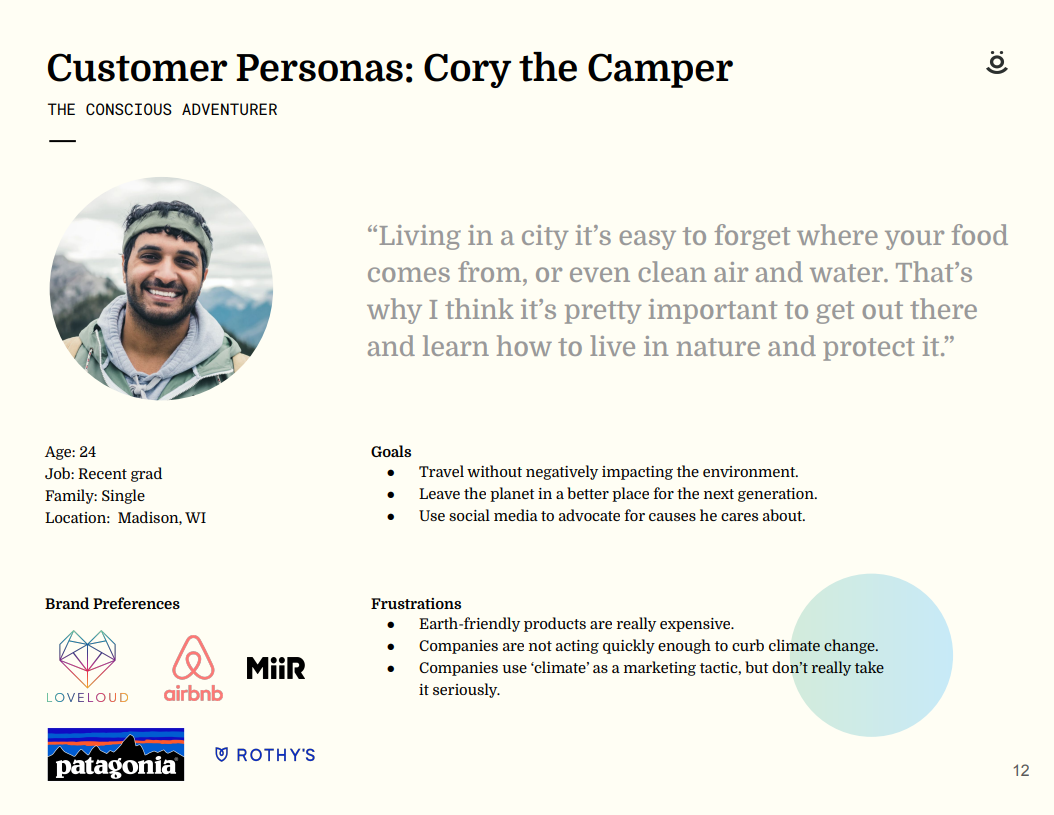 Customer Personas: Cory the Camper
THE CONSCIOUS ADVENTURER
“Living in a city it’s easy to forget where your food
comes from, or even clean air and water. That’s
why I think it’s pretty important to get out there
and learn how to live in nature and protect it.”
Age: 24
Job: Recent grad
Family: Single
Location:  Madison, WI
Goals
● Travel without negatively impacting the environment.
● Leave the planet in a better place for the next generation.
● Use social media to advocate for causes he cares about.
Brand Preferences
LOVELOUD
airbnb
MiiR
patagonia
ROTHY'S
Frustrations
● Earth-friendly products are really expensive.
● Companies are not acting quickly enough to curb climate change.
● Companies use ‘climate’ as a marketing tactic, but don’t really take
it seriously.
12